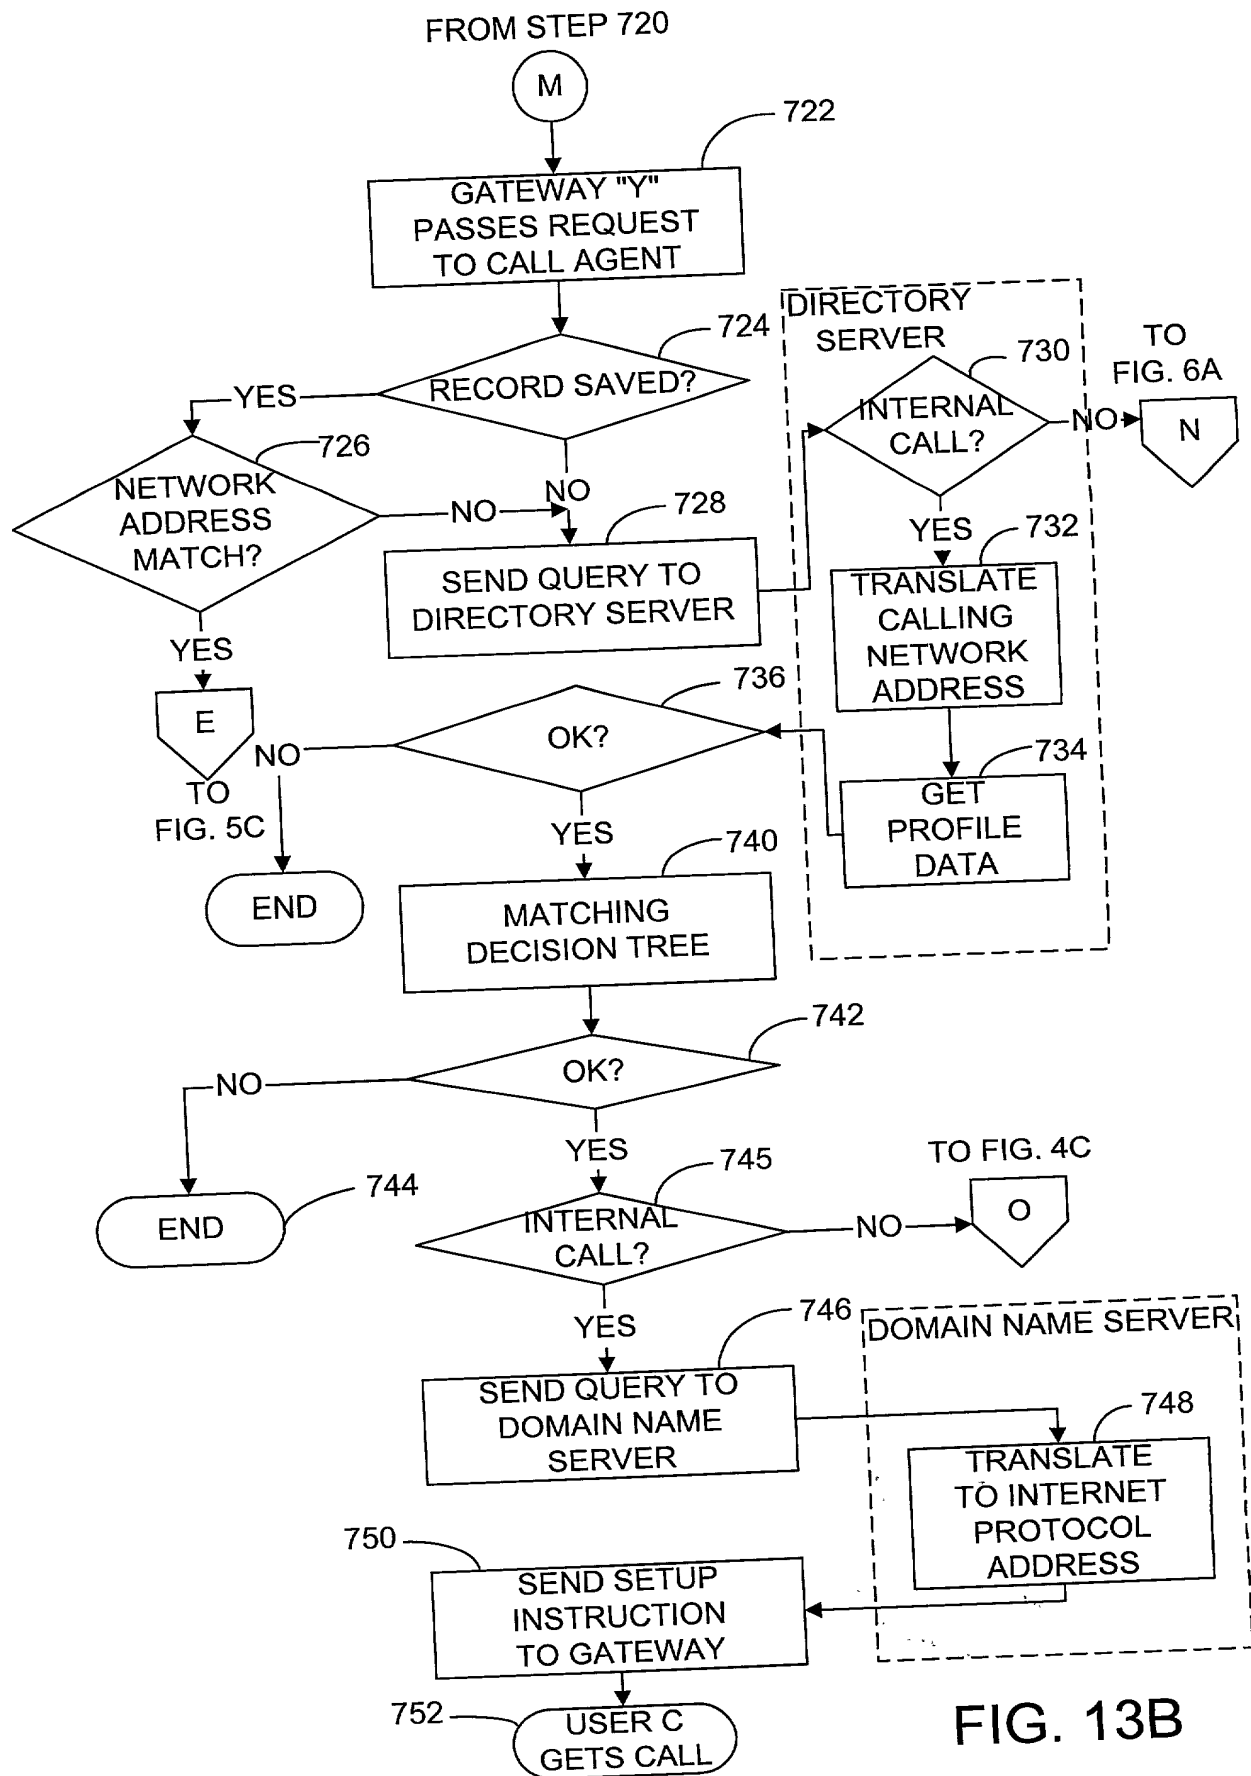 FROM STEP 720
M
722
GATEWAY "Y"
PASSES REQUEST
TO CALL AGENT
724
RECORD SAVED?
YES
NO
726
NETWORK
ADDRESS
MATCH?
NO
YES
E
TO
FIG. 5C
728
SEND QUERY TO
DIRECTORY SERVER
DIRECTORY
SERVER
730
INTERNAL
CALL?
NO
TO
FIG. 6A
N
YES
732
TRANSLATE
CALLING
NETWORK
ADDRESS
734
GET
PROFILE
DATA
736
OK?
NO
END
YES
740
MATCHING
DECISION TREE
742
OK?
NO
END
744
YES
745
INTERNAL
CALL?
NO
TO FIG. 4C
O
YES
746
SEND QUERY TO
DOMAIN NAME
SERVER
DOMAIN NAME SERVER
748
TRANSLATE
TO INTERNET
PROTOCOL
ADDRESS
750
SEND SETUP
INSTRUCTION
TO GATEWAY
752
USER C
GETS CALL
FIG. 13B